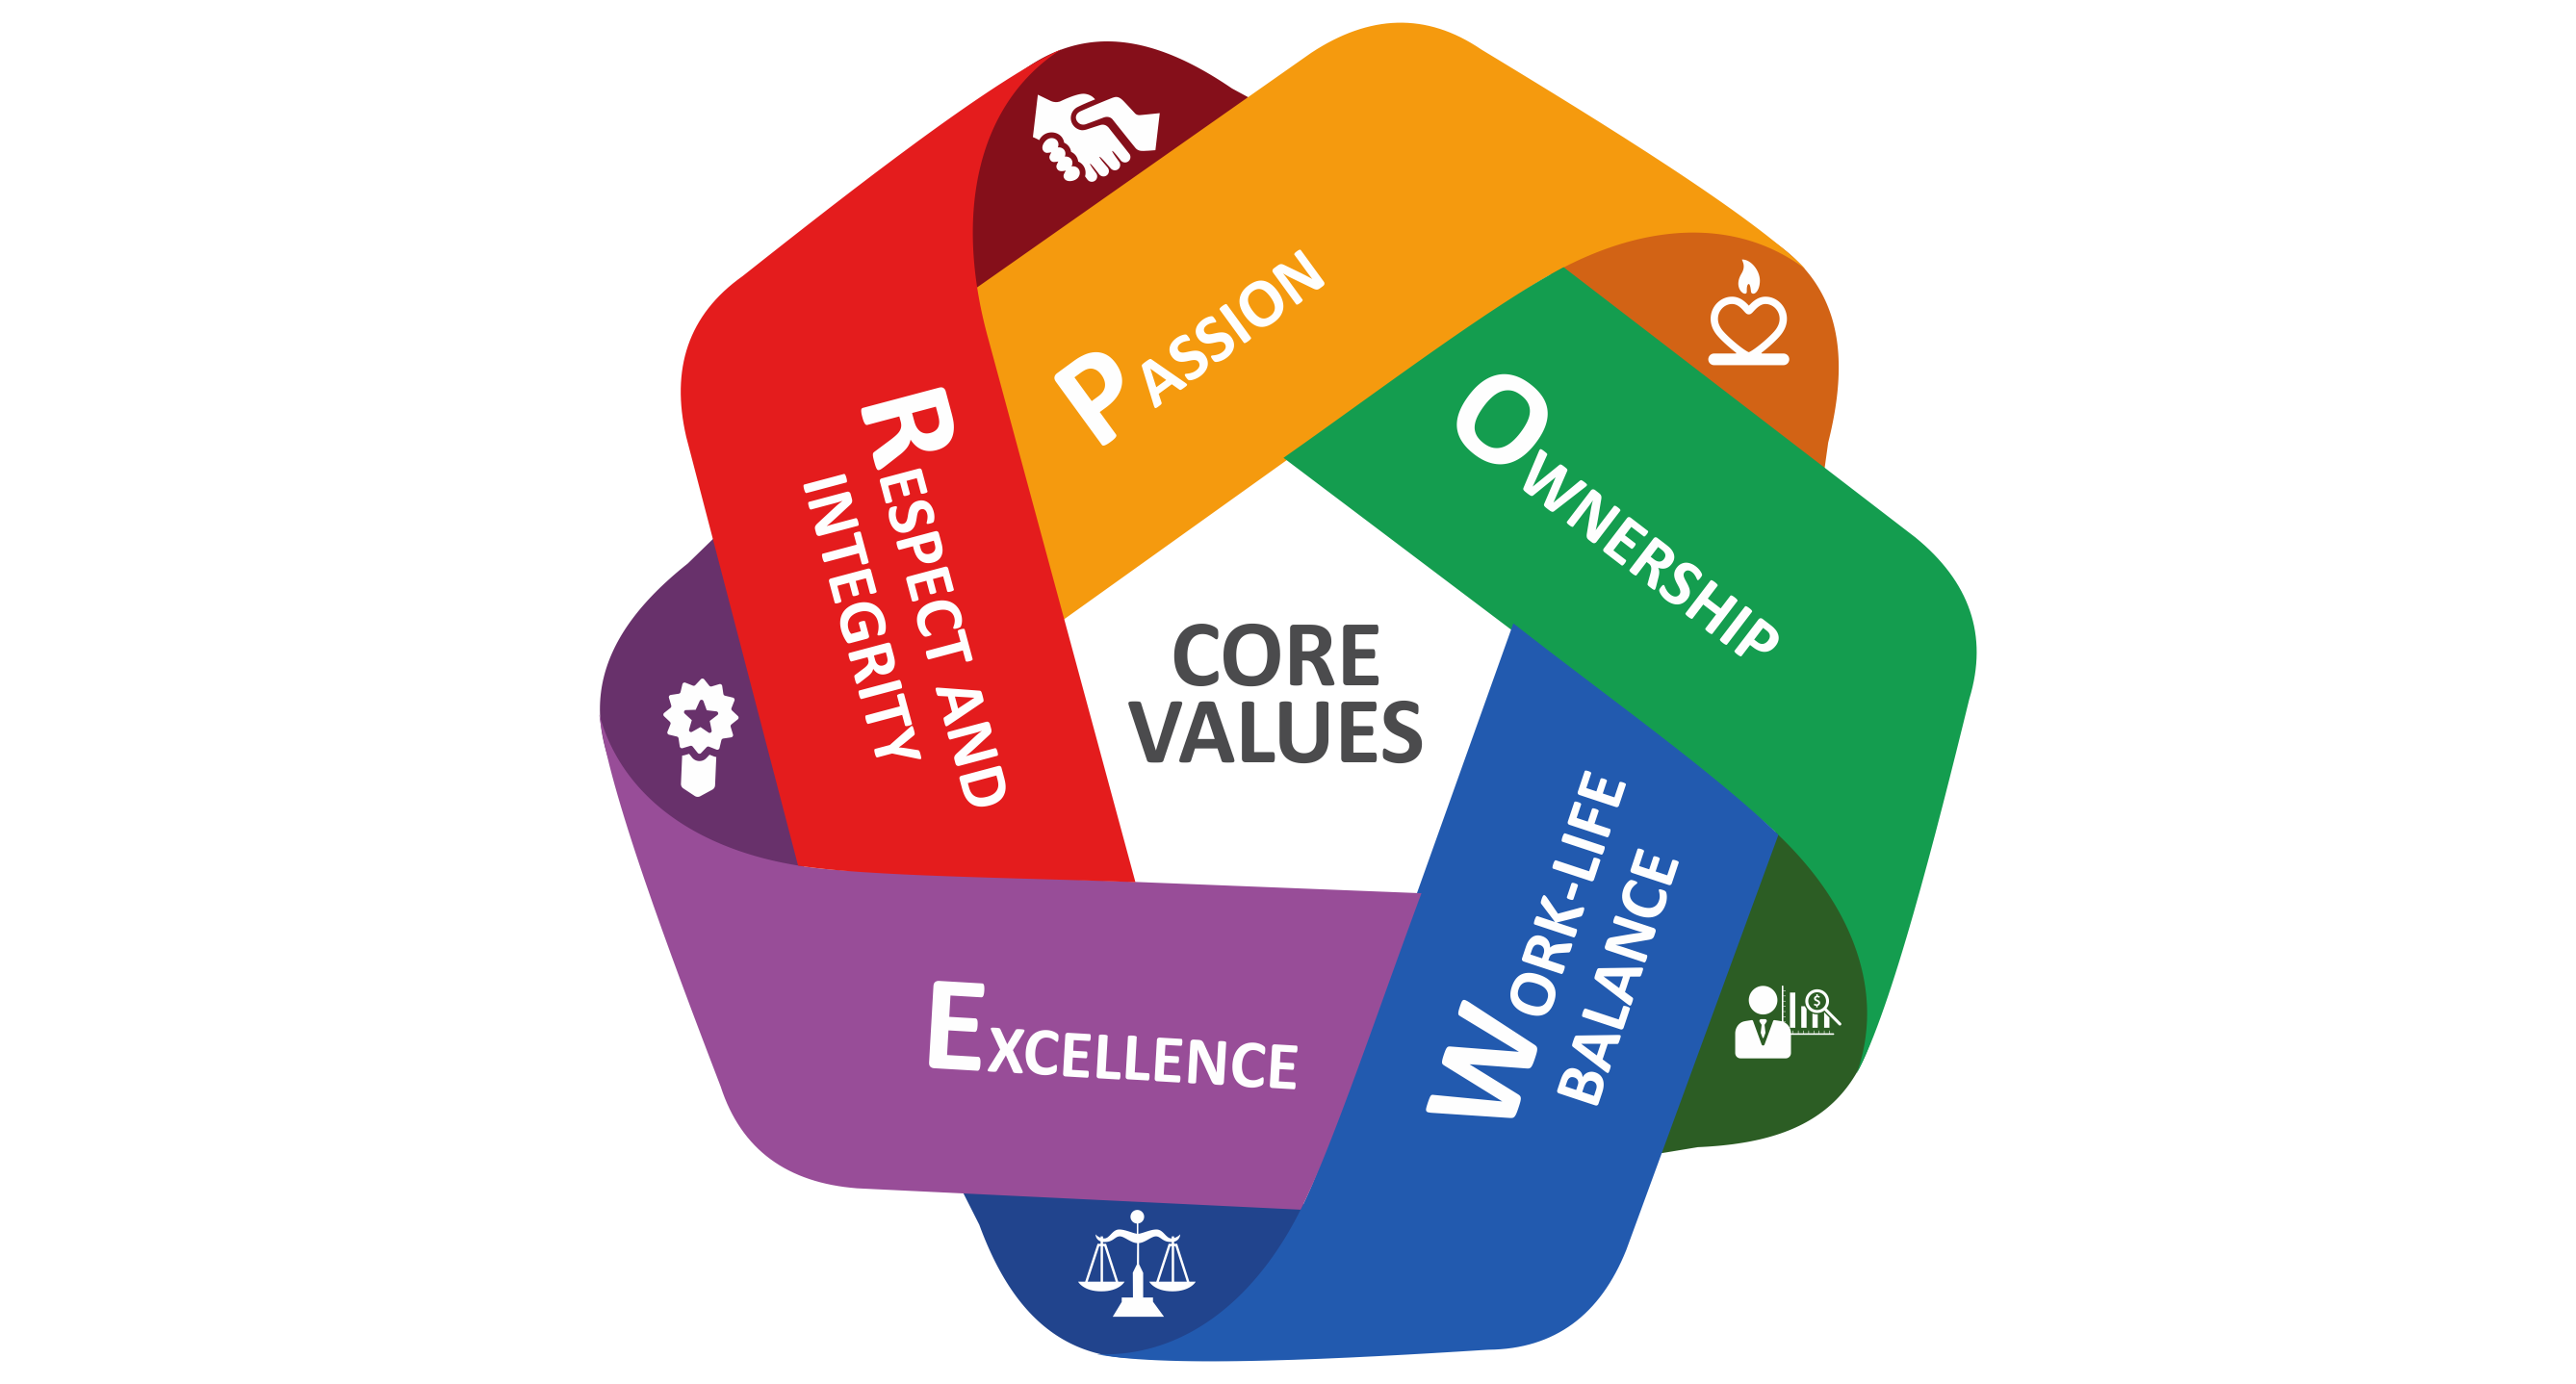 PASSION
OWNERSHIP
WORK-LIFE
BALANCE
EXCELLENCE
RESPECT AND
INTEGRITY
CORE
VALUES
$